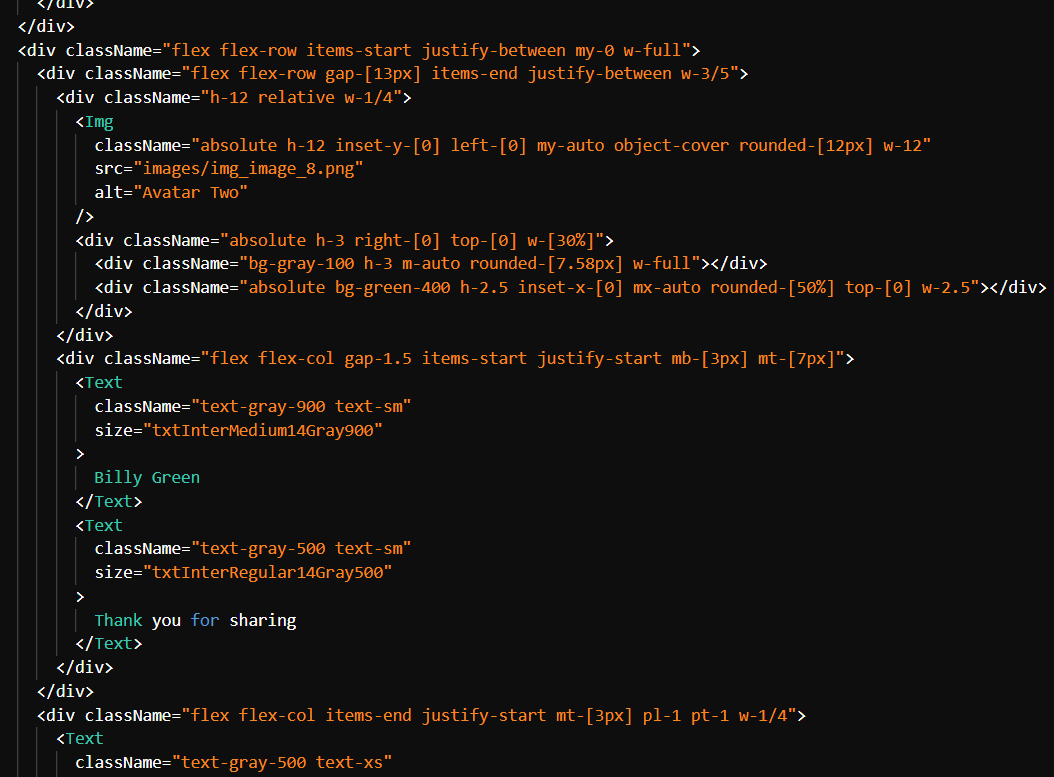 </div>
</div>
<div className="flex flex-row items-start justify-between my-0 w-full">
<div className="flex flex-row gap-[13px] items-end justify-between w-3/5">
<div className="h-12 relative w-1/4">
<Img
className="absolute h-12 inset-y-[0] left-[0] my-auto object-cover rounded-[12px] w-12"
src="images/img_image_8.png"
alt="Avatar Two"
/>
<div className="absolute h-3 right-[0] top-[0] w-[30%]">
<div className="bg-gray-100 h-3 m-auto rounded-[7.58px] w-full"></div>
<div className="absolute bg-green-400 h-2.5 inset-x-[0] mx-auto rounded-[50%] top-[0] w-2.5"></div>
</div>
</div>
<div className="flex flex-col gap-1.5 items-start justify-start mb-[3px] mt-[7px]">
<Text
className="text-gray-900 text-sm"
size="txtInterMedium14Gray900"
>
Billy Green
</Text>
<Text
className="text-gray-500 text-sm"
size="txtInterRegular14Gray500"
>
Thank you for sharing
</Text>
</div>
</div>
<div className="flex flex-col items-end justify-start mt-[3px] pl-1 pt-1 w-1/4">
<Text
className="text-gray-500 text-xs"